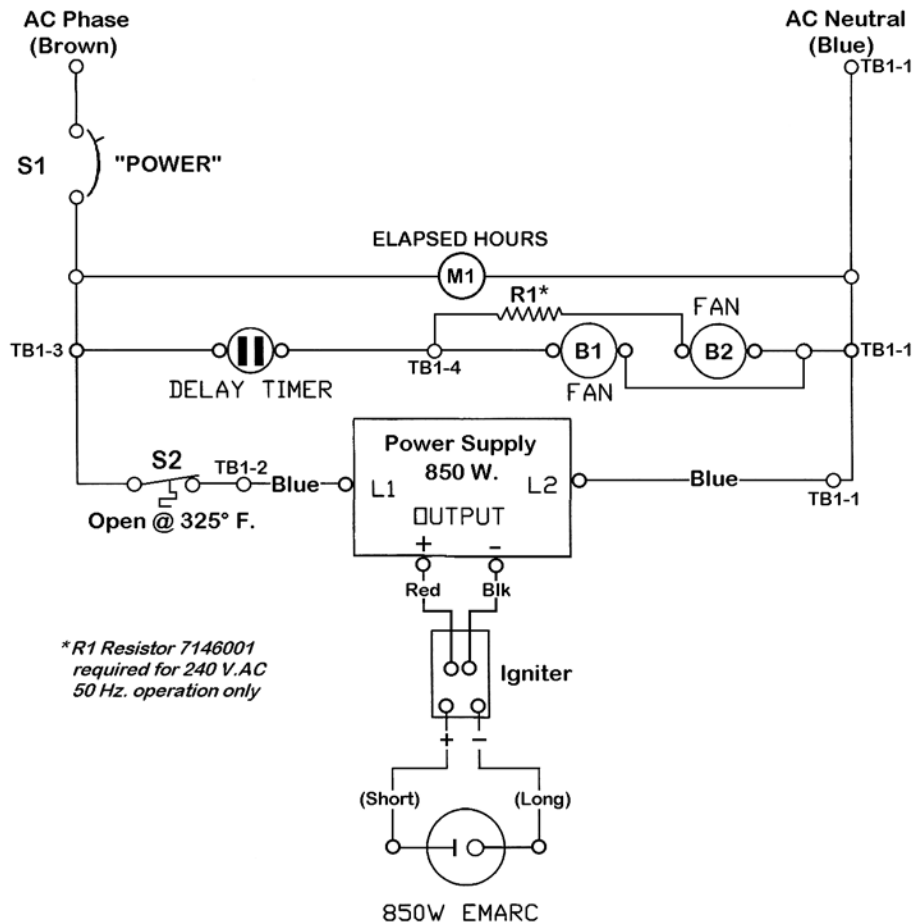 AC Phase
(Brown)
AC Neutral
(Blue)
TB1-1
S1
"POWER"
ELAPSED HOURS
M1
R1*
FAN
TB1-3
TB1-4
B1
B2
TB1-1
DELAY TIMER
FAN
Power Supply
850 W.
S2
TB1-2
Blue
L1
L2
Blue
TB1-1
Open @ 325° F.
OUTPUT
+ -
Red
Blk
*R1 Resistor 7146001
required for 240 V.AC
50 Hz. operation only
Igniter
+ -
(Short)
(Long)
850W EMARC